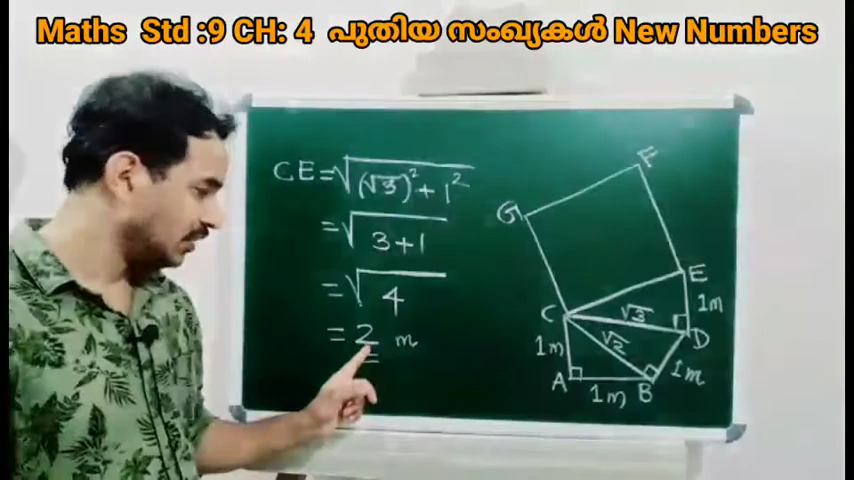 Maths Std :9 CH: 4 പുതിയ സംഖ്യകൾ New Numbers
CE = √(√3)² + 1²
= √3+1
= √4
= 2 m
F
G
E
C
√3
1m
D
√2
1m
1m
A
B
1m